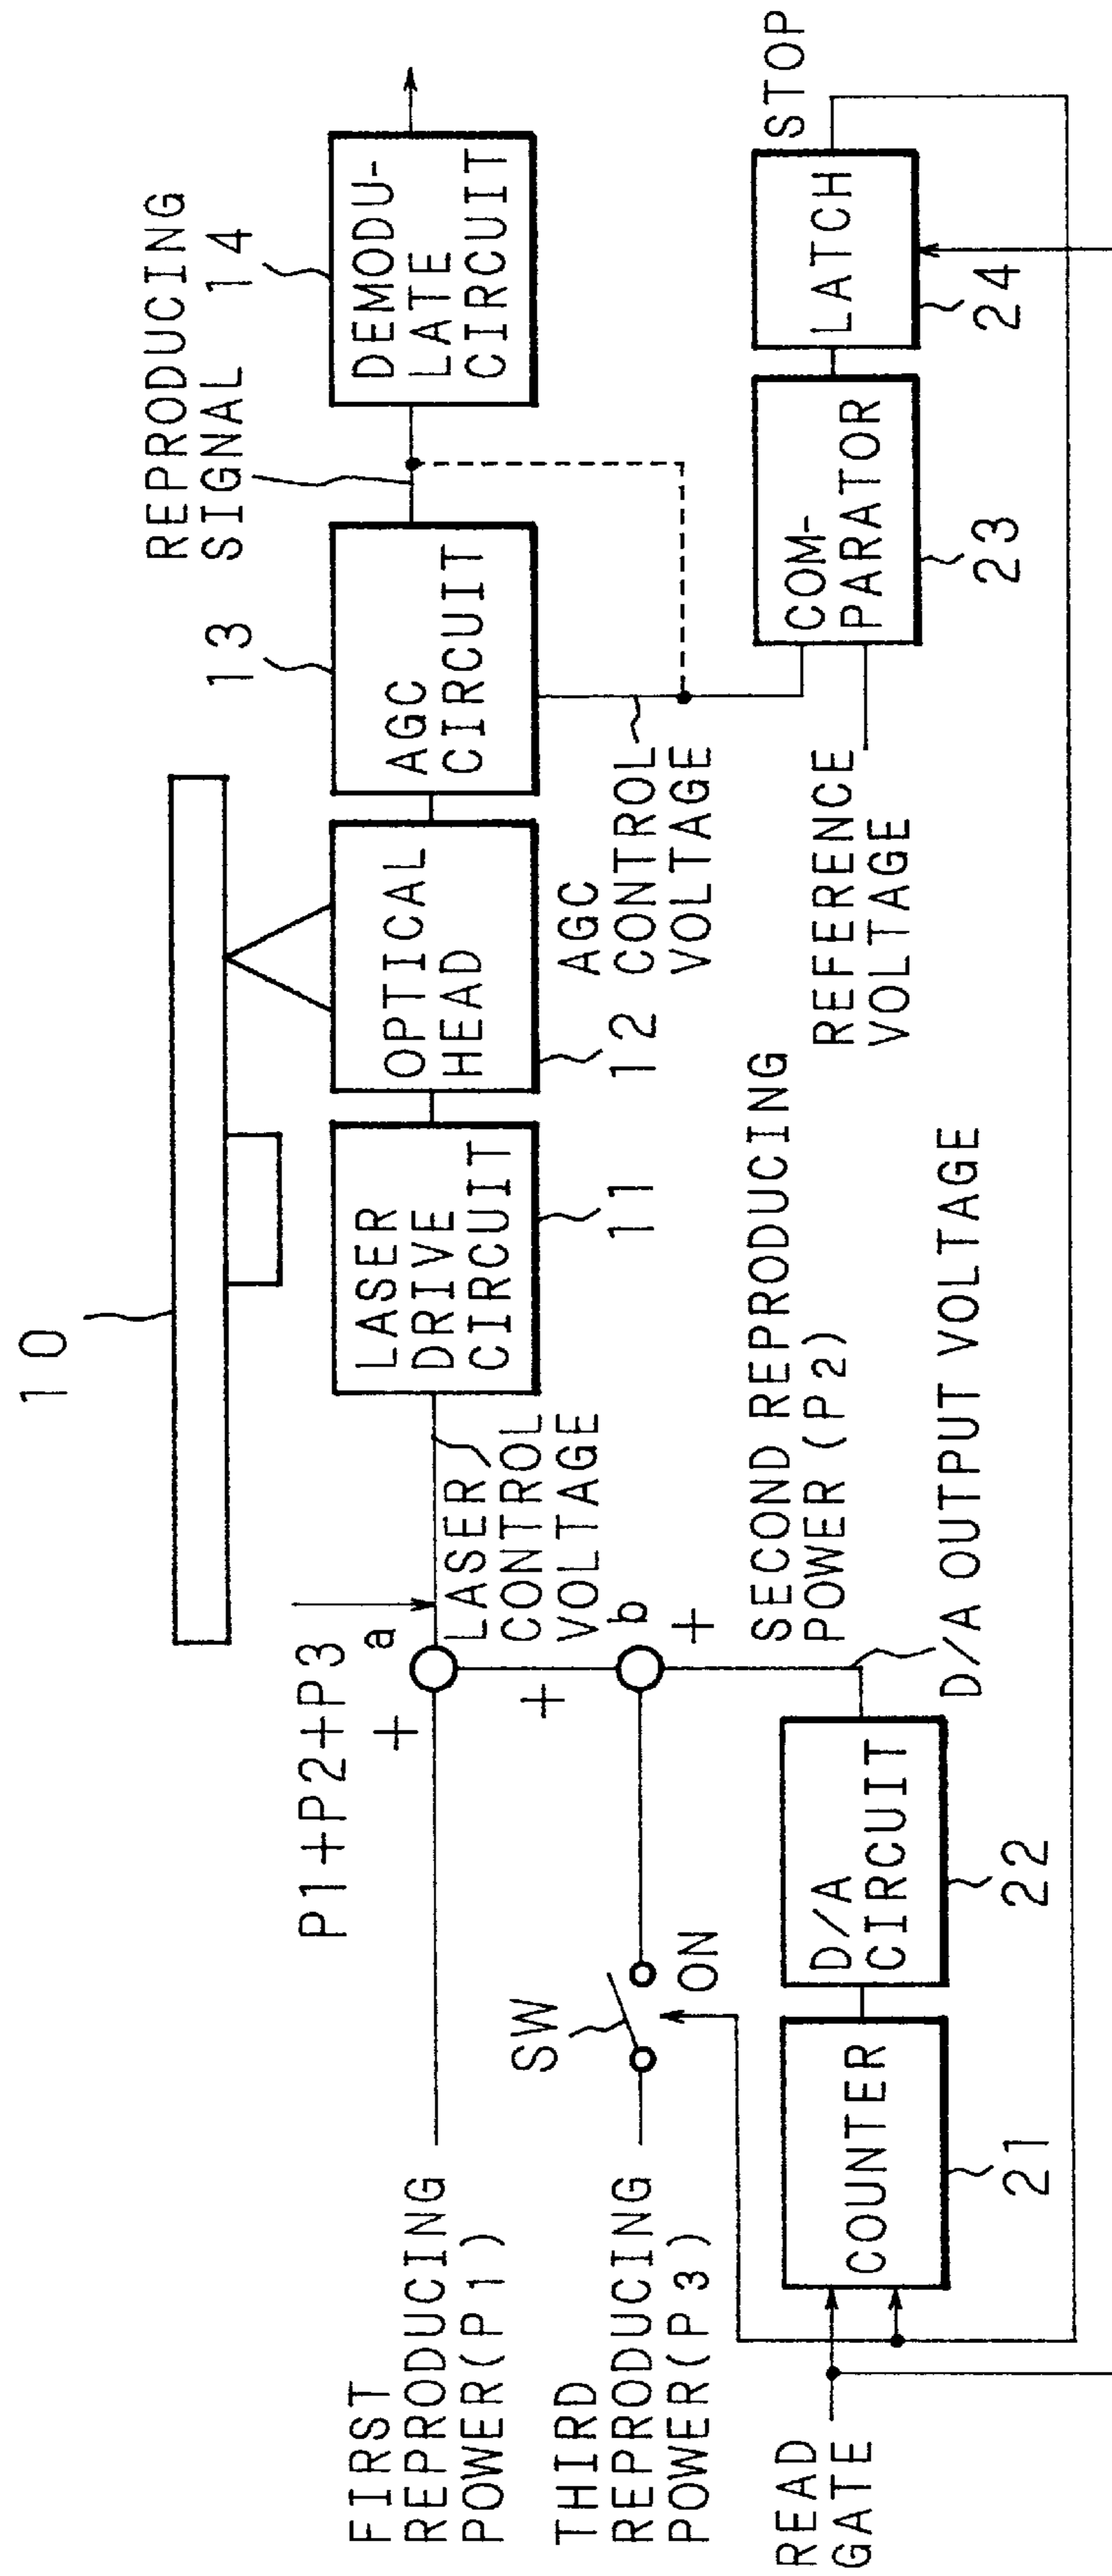 10
REPRODUCING
SIGNAL
13
14
LASER
DRIVE
CIRCUIT
11
OPTICAL
HEAD
12
AGC
CIRCUIT
DEMODU-
LATE
CIRCUIT
P1+P2+P3
a
+
LASER
CONTROL
VOLTAGE
AGC
CONTROL
VOLTAGE
FIRST
REPRODUCING
POWER(P1)
+
b
+
SW
ON
THIRD
REPRODUCING
POWER(P3)
SECOND REPRODUCING
POWER(P2)
REFERENCE
VOLTAGE
COM-
PARATOR
23
LATCH
24
STOP
READ
GATE
COUNTER
21
D/A
CIRCUIT
22
D/A OUTPUT VOLTAGE